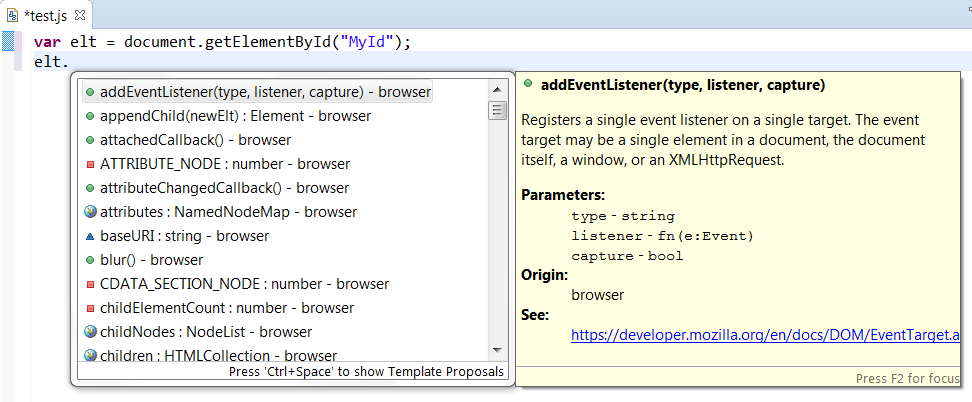 *test.js
var elt = document.getElementById("MyId");
elt.
addEventListener(type, listener, capture) - browser
appendChild(newElt) : Element - browser
attachedCallback() - browser
ATTRIBUTE_NODE : number - browser
attributeChangedCallback() - browser
attributes : NamedNodeMap - browser
baseURI : string - browser
blur() - browser
CDATA_SECTION_NODE : number - browser
childElementCount : number - browser
childNodes : NodeList - browser
children : HTMLCollection - browser
Press 'Ctrl+Space' to show Template Proposals
addEventListener(type, listener, capture)
Registers a single event listener on a single target. The event
target may be a single element in a document, the document
itself, a window, or an XMLHttpRequest.
Parameters:
type - string
listener - fn(e:Event)
capture - bool
Origin:
browser
See:
https://developer.mozilla.org/en/docs/DOM/EventTarget.a
Press F2 for focus